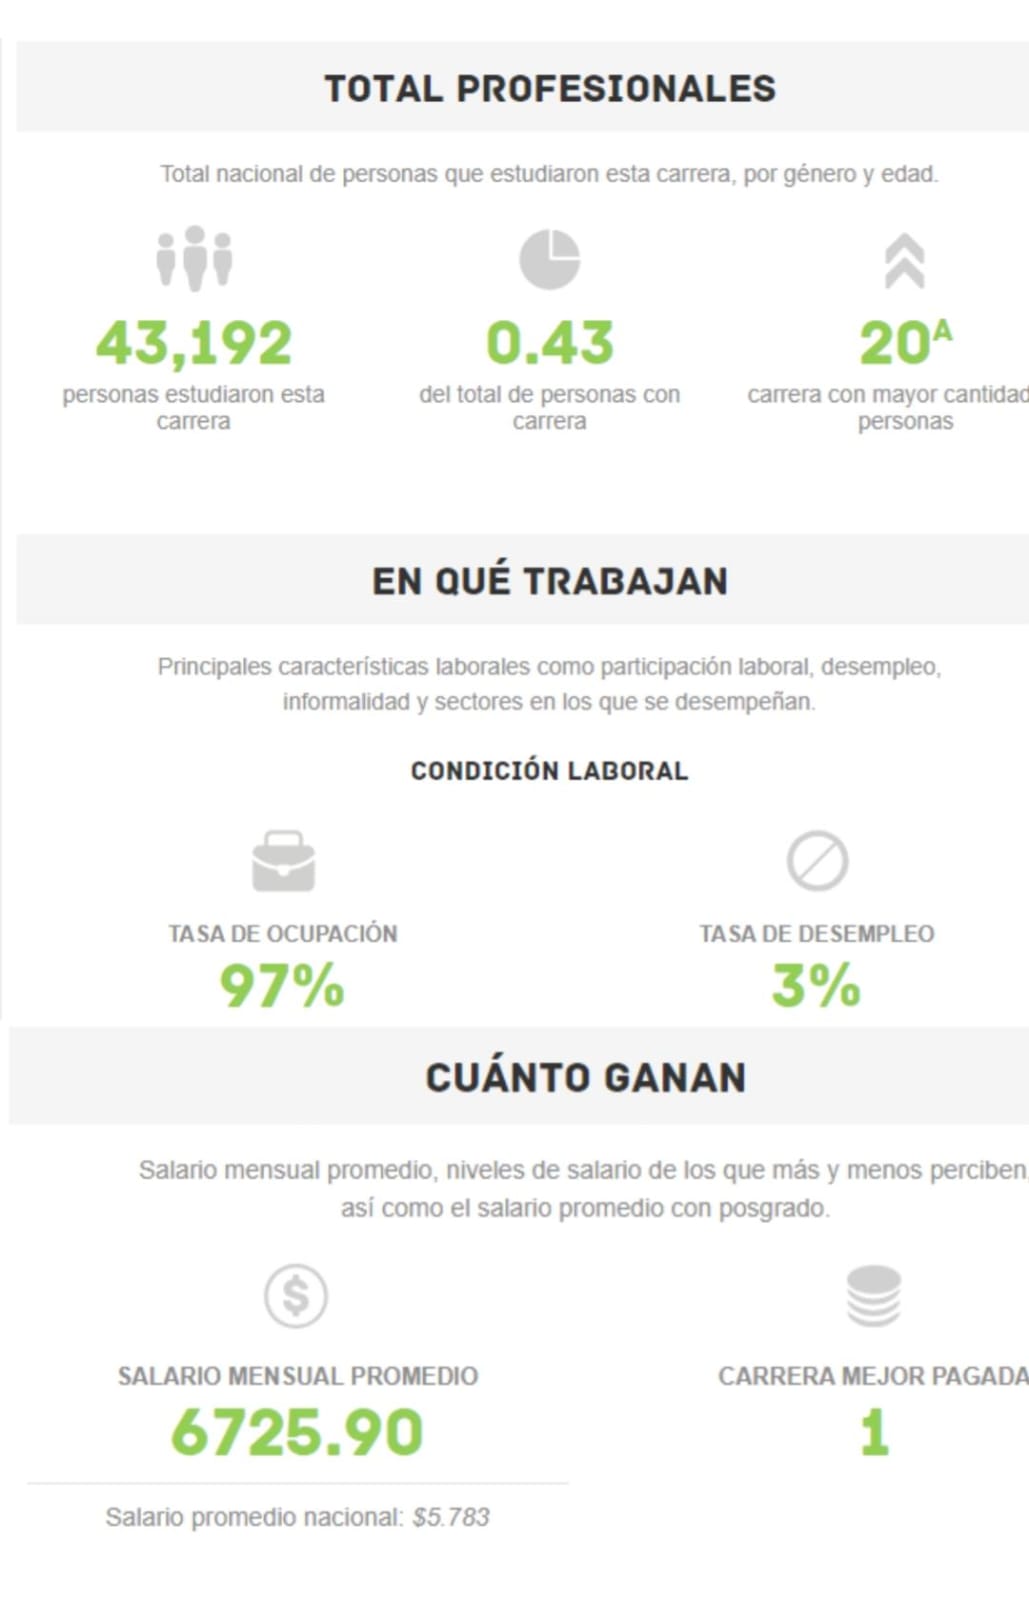 TOTAL PROFESIONALES
Total nacional de personas que estudiaron esta carrera, por género y edad.
43,192
personas estudiaron esta
carrera
0.43
del total de personas con
carrera
20A
carrera con mayor cantidad
personas
EN QUÉ TRABAJAN
Principales características laborales como participación laboral, desempleo,
informalidad y sectores en los que se desempeñan.
CONDICIÓN LABORAL
TASA DE OCUPACIÓN
97%
TASA DE DESEMPLEO
3%
CUÁNTO GANAN
Salario mensual promedio, niveles de salario de los que más y menos perciben,
así como el salario promedio con posgrado.
SALARIO MENSUAL PROMEDIO
6725.90
Salario promedio nacional: $5.783
CARRERA MEJOR PAGADA
1